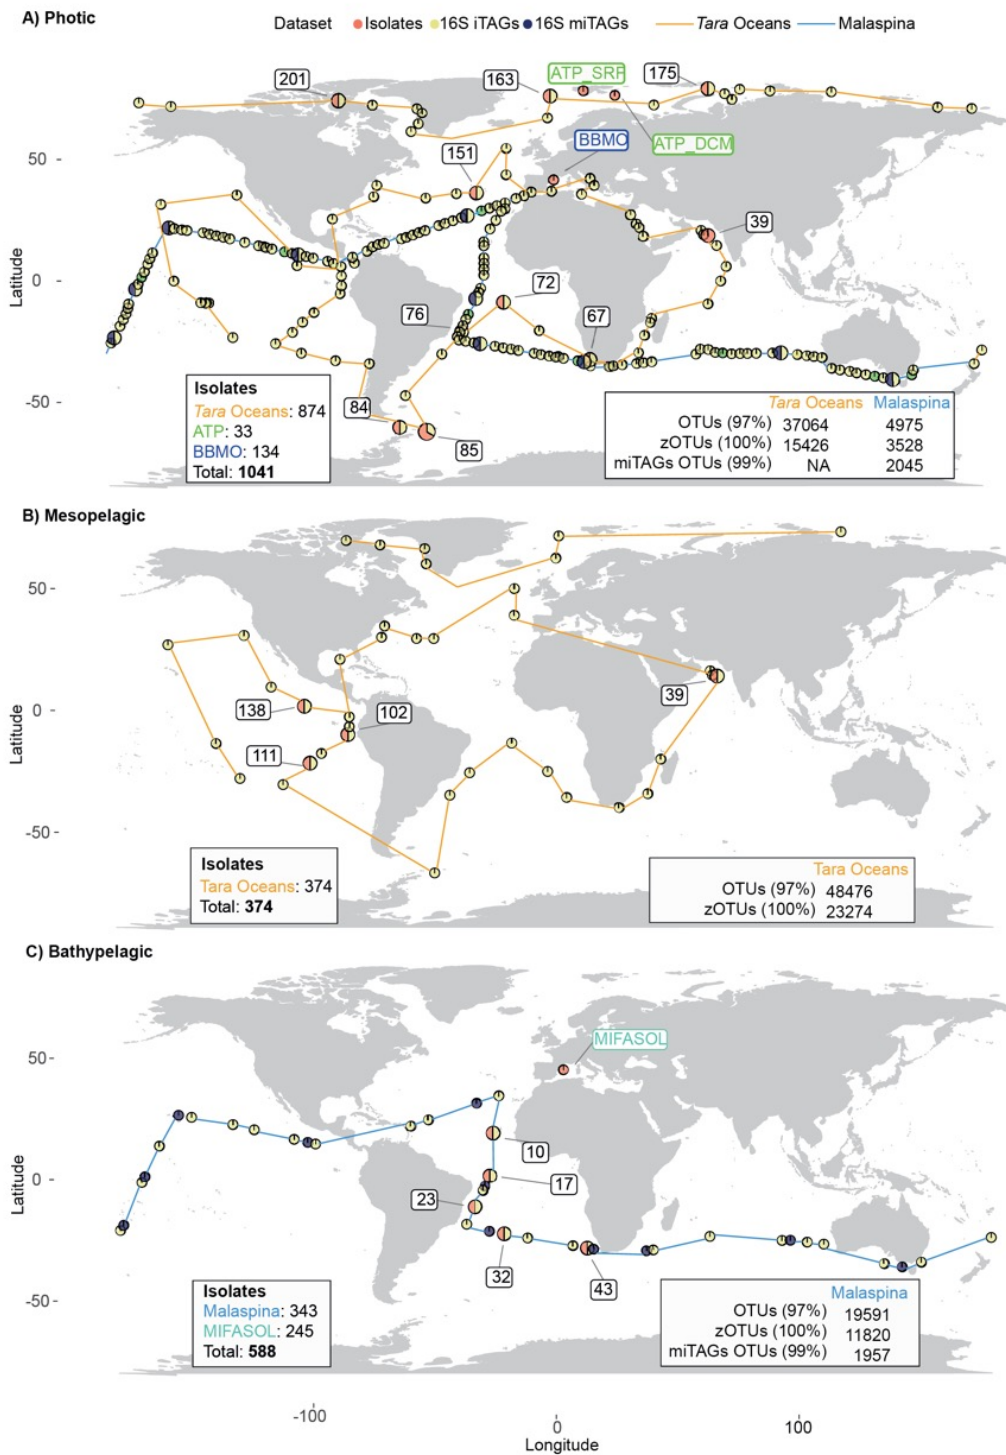 A) Photic
Dataset Isolates 16S iTAGs 16S miTAGs Tara Oceans Malaspina
201
163
ATP_SRF
175
50 -
151
BBMO
ATP_DCM
39
Latitude
0 -
72
76
67
-50 -
84
85
Isolates
Tara Oceans: 874
ATP: 33
BBMO: 134
Total: 1041
Tara Oceans Malaspina
OTUs (97%) 37064 4975
zOTUs (100%) 15426 3528
miTAGs OTUs (99%) NA 2045
B) Mesopelagic
50 -
Latitude
0 -
-50 -
39
138
102
111
Isolates
Tara Oceans: 374
Total: 374
Tara Oceans
OTUs (97%) 48476
zOTUs (100%) 23274
C) Bathypelagic
MIFASOL
50 -
Latitude
0 -
-50 -
10
17
23
32
43
Isolates
Malaspina: 343
MIFASOL: 245
Total: 588
Malaspina
OTUs (97%) 19591
zOTUs (100%) 11820
miTAGs OTUs (99%) 1957
-100 0 100
Longitude